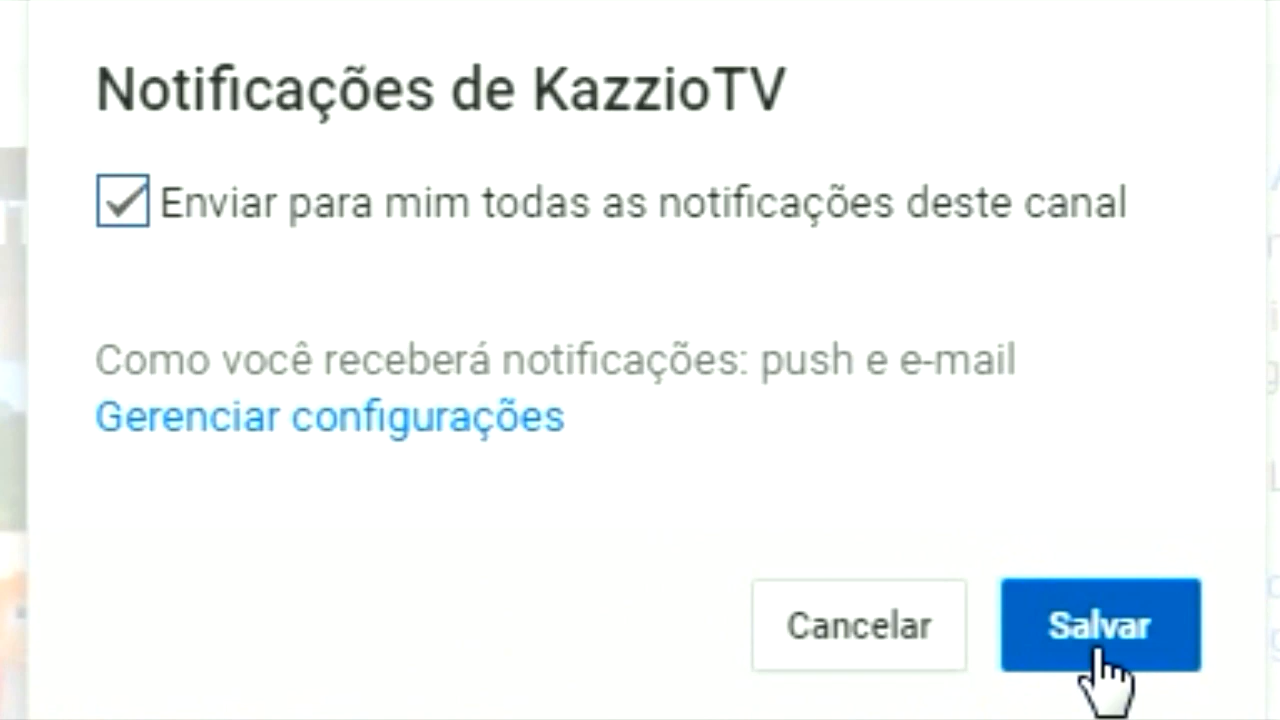 Notificações de KazzioTV
Enviar para mim todas as notificações deste canal
Como você receberá notificações: push e e-mail
Gerenciar configurações
Cancelar
Salvar